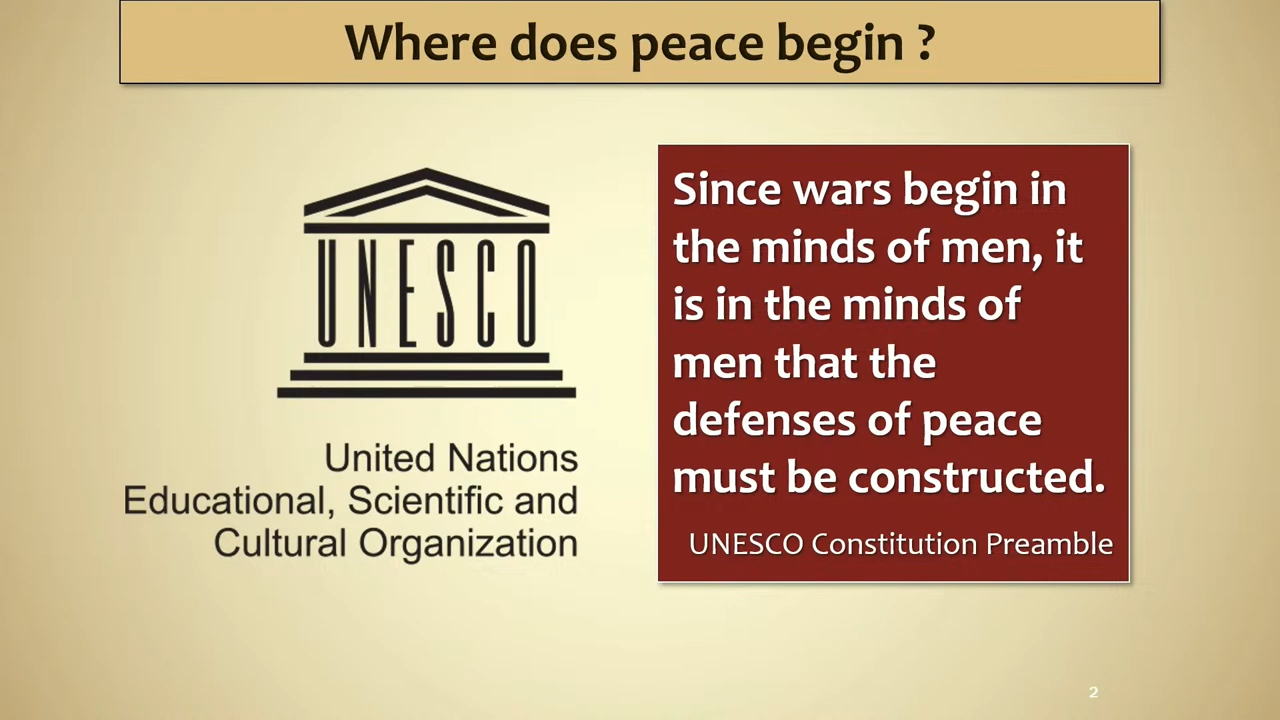 Where does peace begin ?
UNESCO
United Nations
Educational, Scientific and
Cultural Organization
Since wars begin in
the minds of men, it
is in the minds of
men that the
defenses of peace
must be constructed.
UNESCO Constitution Preamble
2